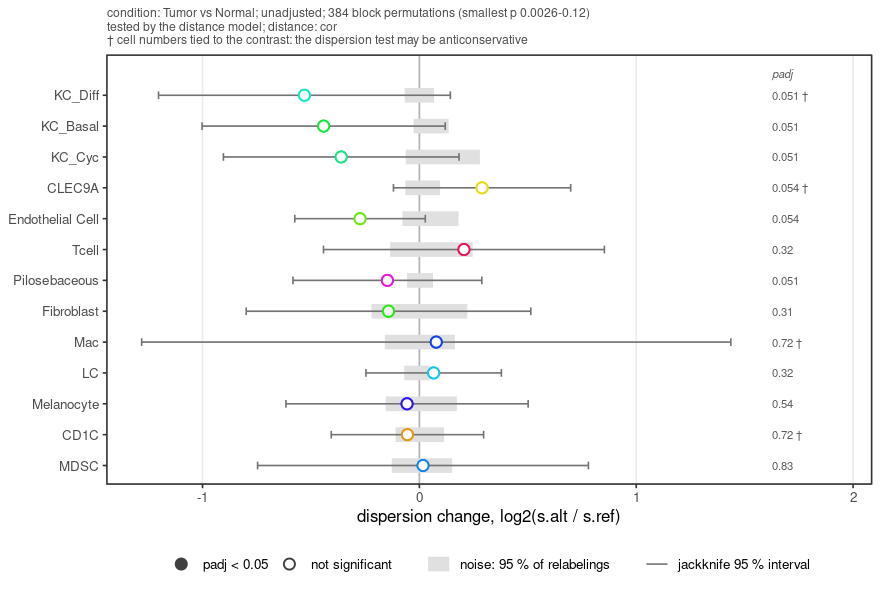 condition: Tumor vs Normal; unadjusted; 384 block permutations (smallest p 0.0026-0.12)
tested by the distance model; distance: cor
† cell numbers tied to the contrast: the dispersion test may be anticonservative
padj
KC_Diff 0.051 †
KC_Basal 0.051
KC_Cyc 0.051
CLEC9A 0.054 †
Endothelial Cell 0.054
Tcell 0.32
Pilosebaceous 0.051
Fibroblast 0.31
Mac 0.72 †
LC 0.32
Melanocyte 0.54
CD1C 0.72 †
MDSC 0.83
-1 0 1 2
dispersion change, log2(s.alt / s.ref)
padj < 0.05 not significant noise: 95 % of relabelings jackknife 95 % interval